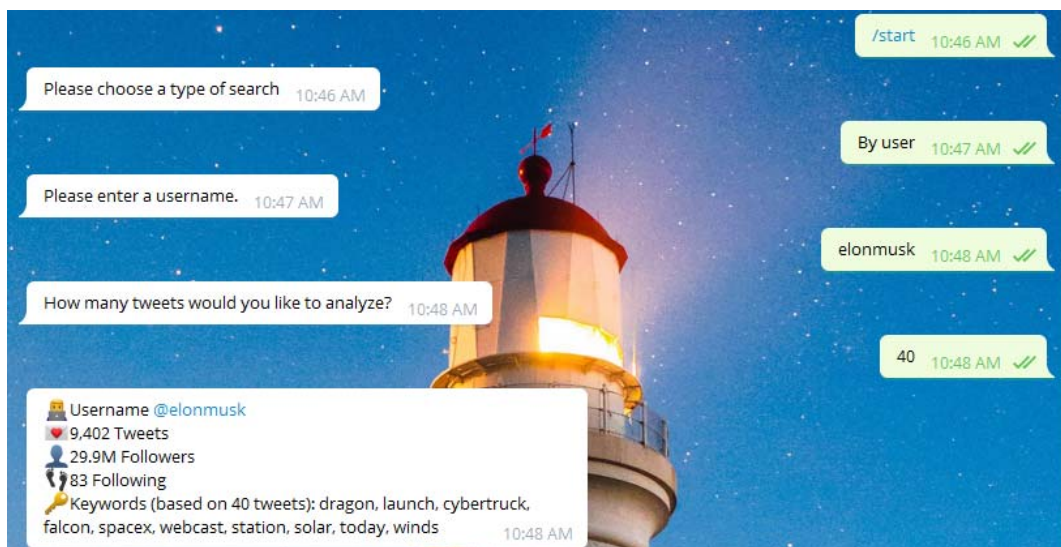 /start 10:46 AM
Please choose a type of search 10:46 AM
By user 10:47 AM
Please enter a username. 10:47 AM
elonmusk 10:48 AM
How many tweets would you like to analyze? 10:48 AM
40 10:48 AM
Username @elonmusk
9,402 Tweets
29.9M Followers
83 Following
Keywords (based on 40 tweets): dragon, launch, cybertruck,
falcon, spacex, webcast, station, solar, today, winds 10:48 AM